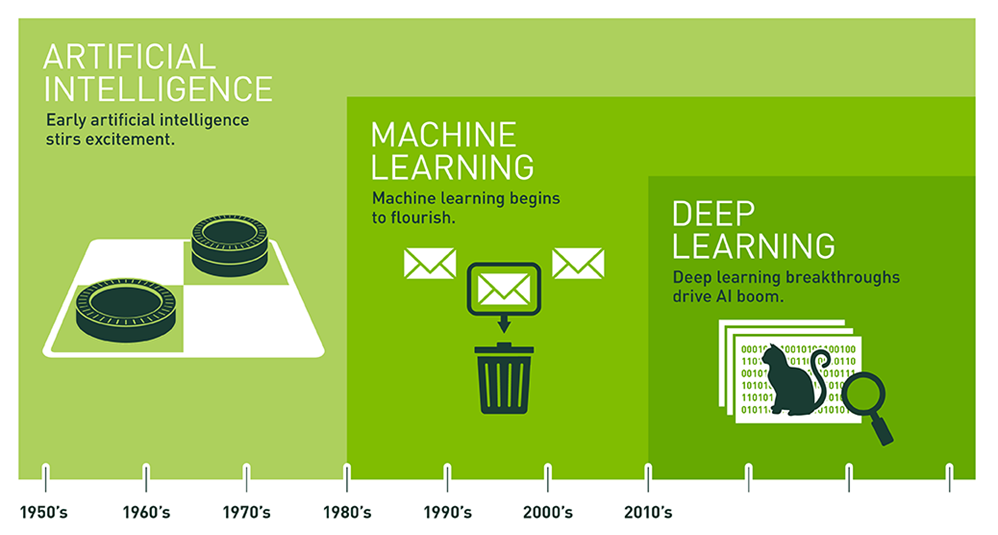 ARTIFICIAL
INTELLIGENCE
Early artificial intelligence
stirs excitement.
MACHINE
LEARNING
Machine learning begins
to flourish.
DEEP
LEARNING
Deep learning breakthroughs
drive AI boom.
1950's
1960's
1970's
1980's
1990's
2000's
2010's